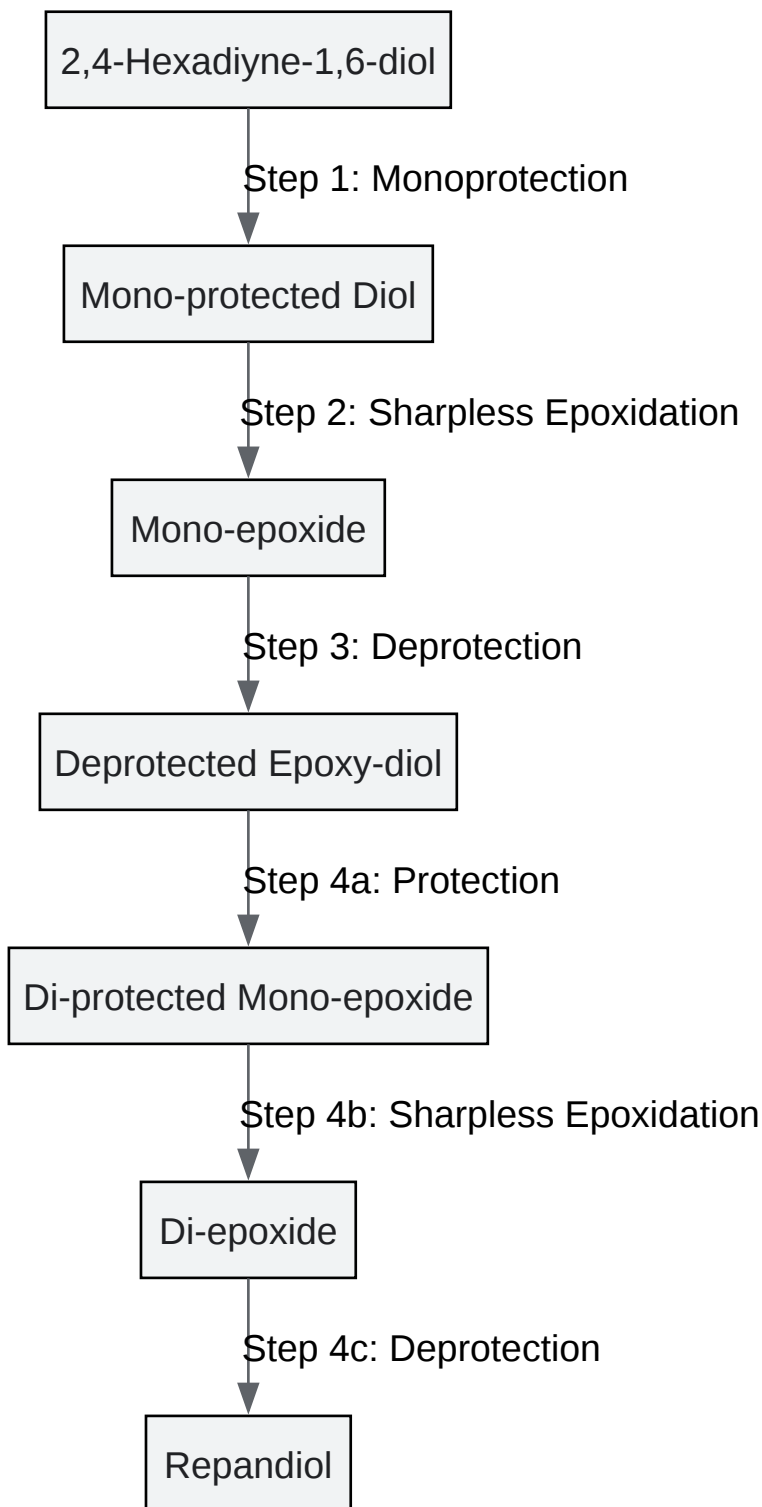 2,4-Hexadiyne-1,6-diol
Step 1: Monoprotection
Mono-protected Diol
Step 2: Sharpless Epoxidation
Mono-epoxide
Step 3: Deprotection
Deprotected Epoxy-diol
Step 4a: Protection
Di-protected Mono-epoxide
Step 4b: Sharpless Epoxidation
Di-epoxide
Step 4c: Deprotection
Repandiol